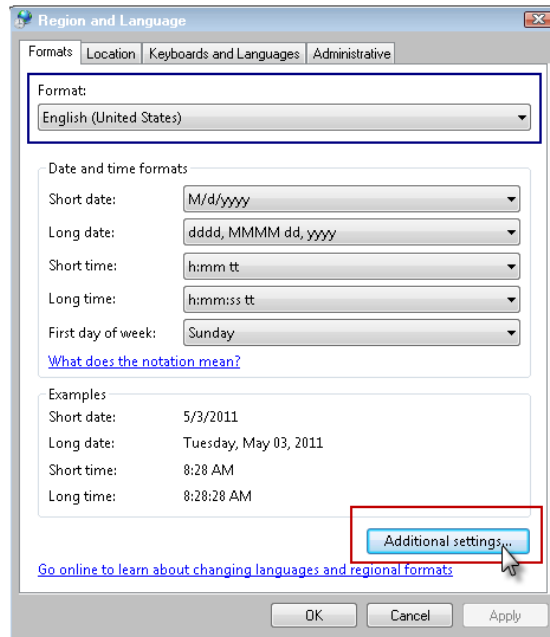 Region and Language
Formats Location Keyboards and Languages Administrative
Format:
English (United States)
Date and time formats
Short date: M/d/yyyy
Long date: dddd, MMMM dd, yyyy
Short time: h:mm tt
Long time: h:mm:ss tt
First day of week: Sunday
What does the notation mean?
Examples
Short date: 5/3/2011
Long date: Tuesday, May 03, 2011
Short time: 8:28 AM
Long time: 8:28:28 AM
Additional settings...
Go online to learn about changing languages and regional formats
OK Cancel Apply